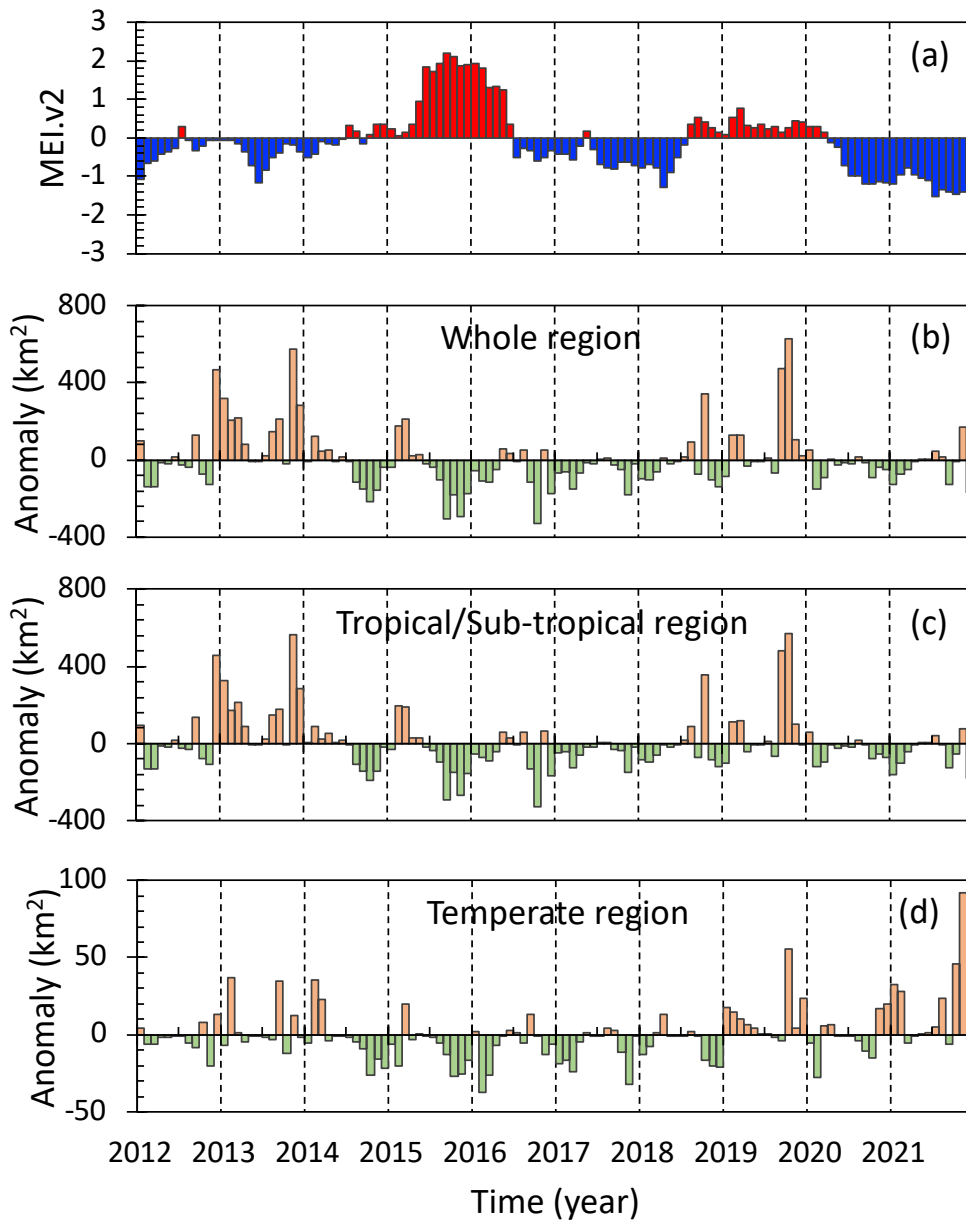 3
2
1
0
-1
-2
-3
MEI.v2
(a)
800
400
0
-400
Anomaly (km²)
Whole region
(b)
800
400
0
-400
Anomaly (km²)
Tropical/Sub-tropical region
(c)
100
50
0
-50
Anomaly (km²)
Temperate region
(d)
2012 2013 2014 2015 2016 2017 2018 2019 2020 2021
Time (year)